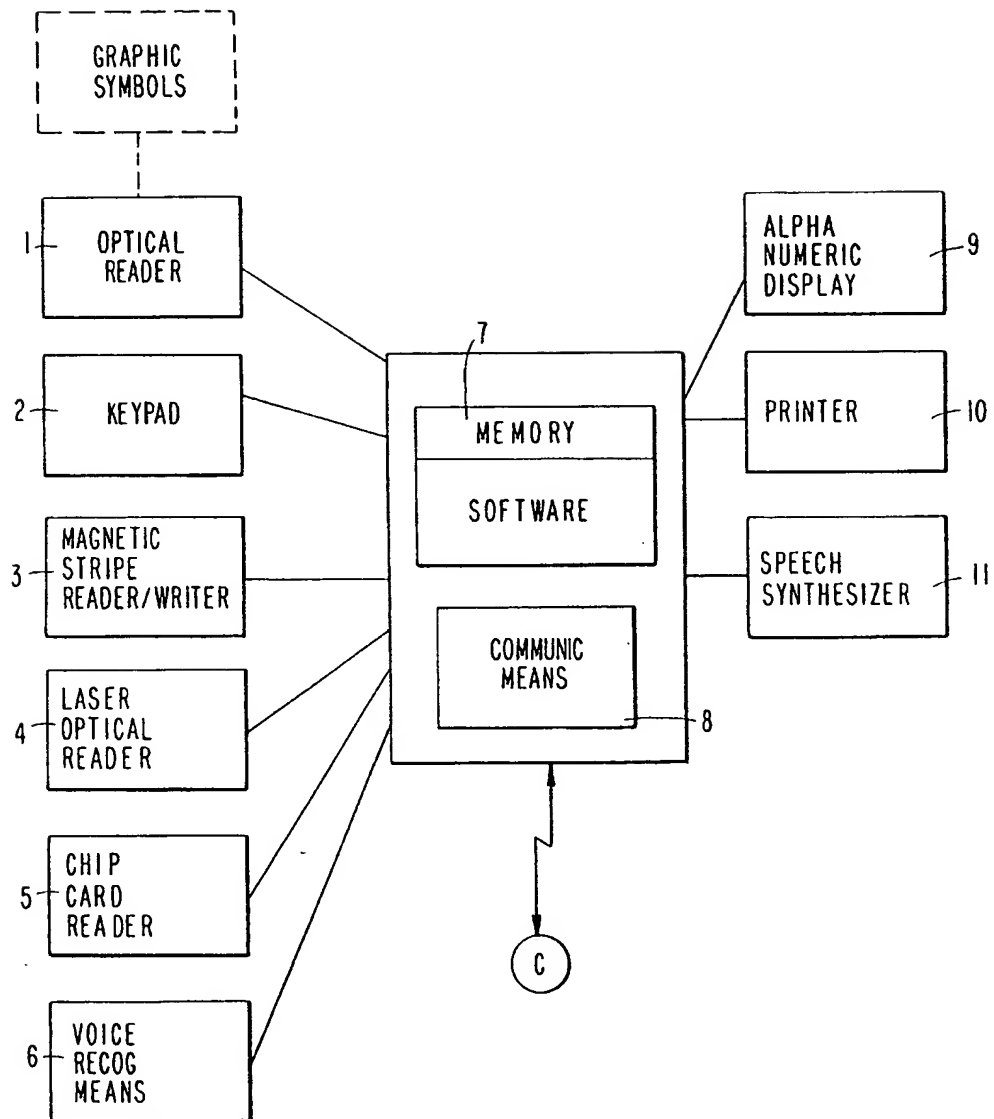 GRAPHIC
SYMBOLS
1
OPTICAL
READER
2
KEYPAD
3
MAGNETIC
STRIPE
READER/WRITER
4
LASER
OPTICAL
READER
5
CHIP
CARD
READER
6
VOICE
RECOG
MEANS
7
MEMORY
SOFTWARE
COMMUNIC
MEANS
8
C
ALPHA
NUMERIC
DISPLAY
9
PRINTER
10
SPEECH
SYNTHESIZER
11